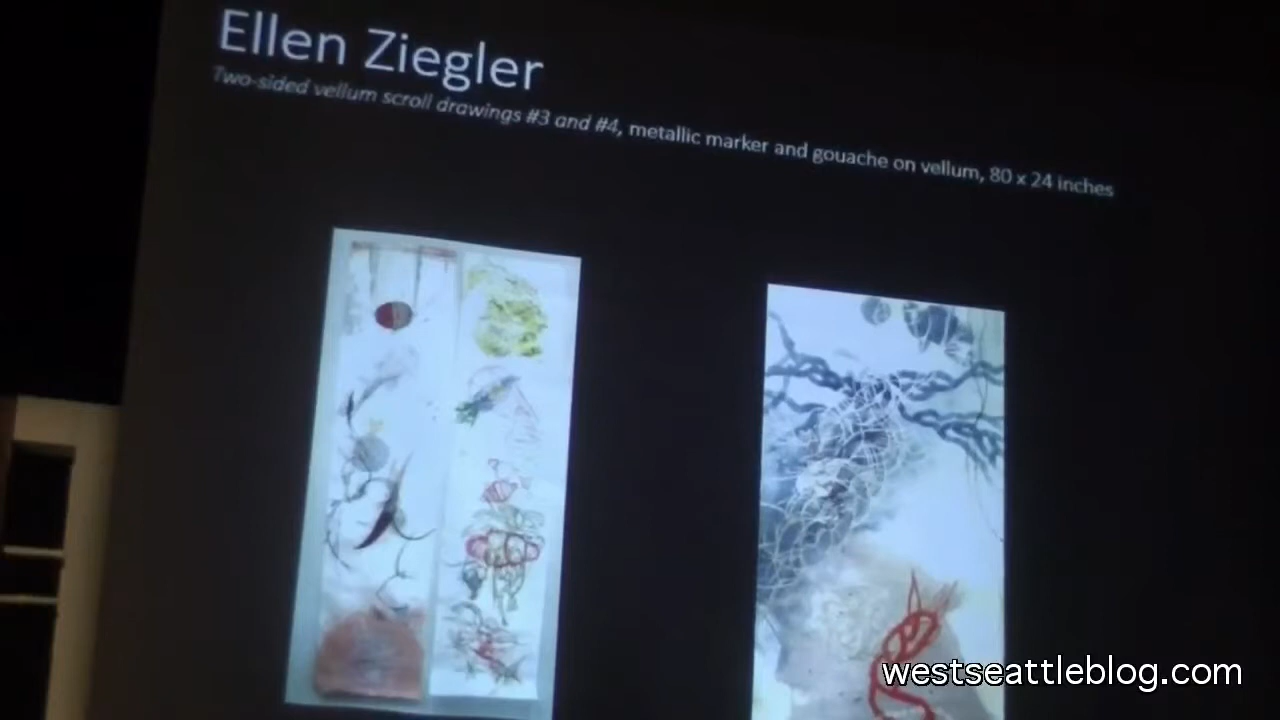 Ellen Ziegler
Two-sided vellum scroll drawings #3 and #4, metallic marker and gouache on vellum, 80 x 24 inches
westseattleblog.com